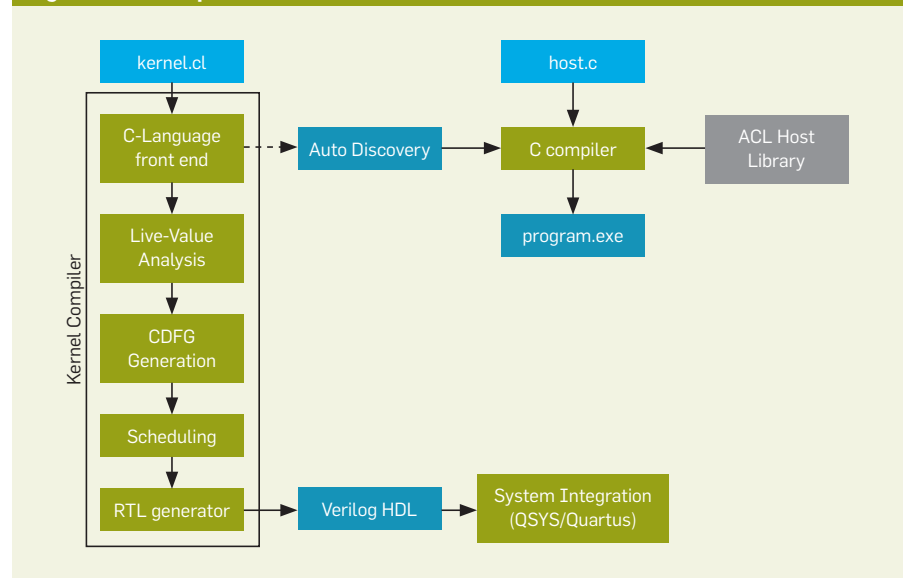 kernel.cl
host.c
C-Language
front end
Auto Discovery
C compiler
ACL Host
Library
Live-Value
Analysis
program.exe
Kernel Compiler
CDFG
Generation
Scheduling
RTL generator
Verilog HDL
System Integration
(QSYS/Quartus)